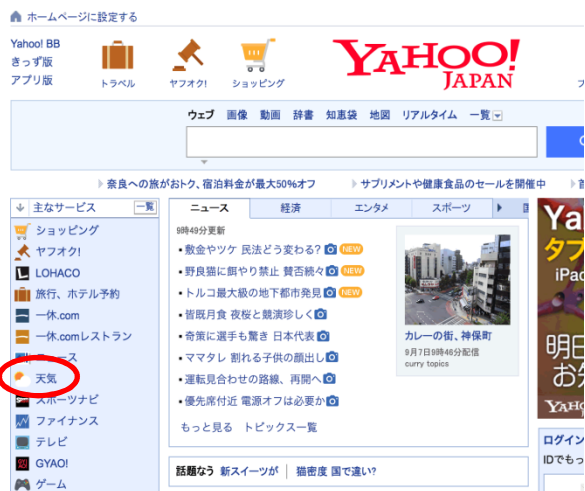 ホームページに設定する
Yahoo! BB
きっず版
アプリ版
トラベル
ヤフオク!
ショッピング
YAHOO!
JAPAN
ウェブ 画像 動画 辞書 知恵袋 地図 リアルタイム 一覧
奈良への旅がおトク、宿泊料金が最大50%オフ
サプリメントや健康食品のセールを開催中
主なサービス 一覧
ショッピング
ヤフオク!
LOHACO
旅行、ホテル予約
一休.com
一休.comレストラン
天気
スポーツナビ
ファイナンス
テレビ
GYAO!
ゲーム
ニュース 経済 エンタメ スポーツ
9時49分更新
・敷金やツケ 民法どう変わる? NEW
・野良猫に餌やり禁止 賛否続々 NEW
・トルコ最大級の地下都市発見 NEW
・皆既月食 夜桜と競演珍しく
・奇策に選手も驚き 日本代表
・ママタレ 割れる子供の顔出し
・運転見合わせの路線、再開へ
・優先席付近 電源オフは必要か
もっと見る トピックス一覧
カレーの街、神保町
9月7日9時46分配信
curry topics
話題なう 新スイーツが 猫密度 国で違い?
Ya
タブ
iPad
明日
お知
YAHO
ログイン
IDでもっ